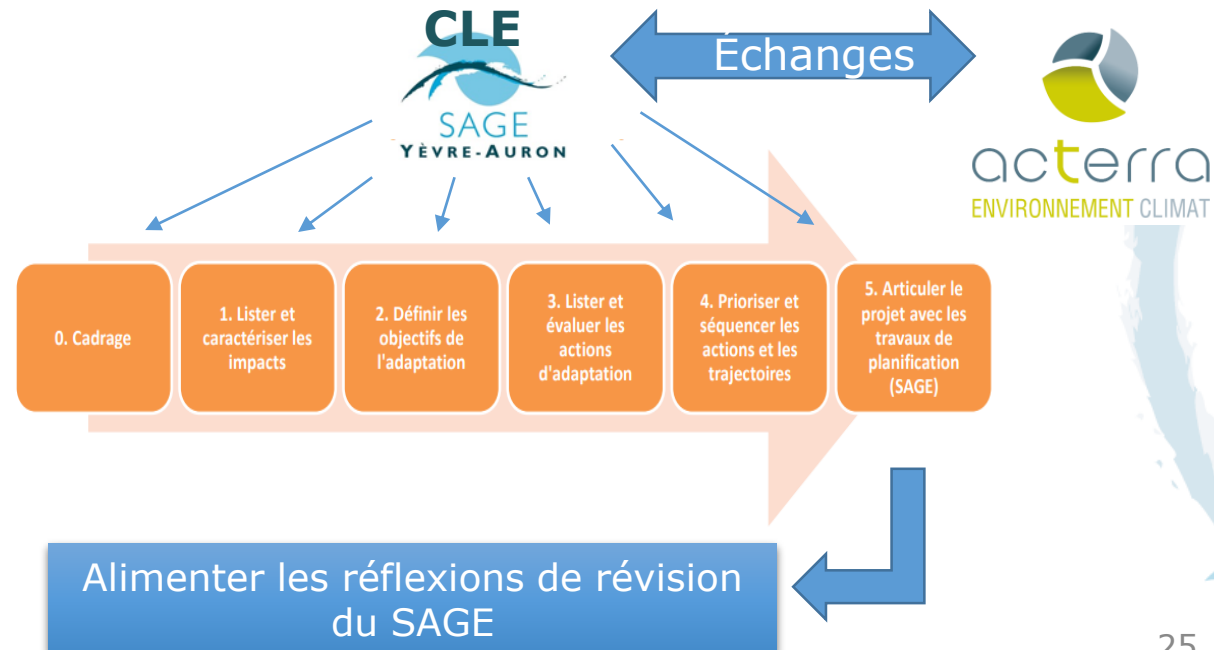 CLE
SAGE
YÈVRE-AURON
Échanges
acterra
ENVIRONNEMENT CLIMAT
0. Cadrage
1. Lister et
caractériser les
impacts
2. Définir les
objectifs de
l'adaptation
3. Lister et
évaluer les
actions
d'adaptation
4. Prioriser et
séquencer les
actions et les
trajectoires
5. Articuler le
projet avec les
travaux de
planification
(SAGE)
Alimenter les réflexions de révision
du SAGE
25